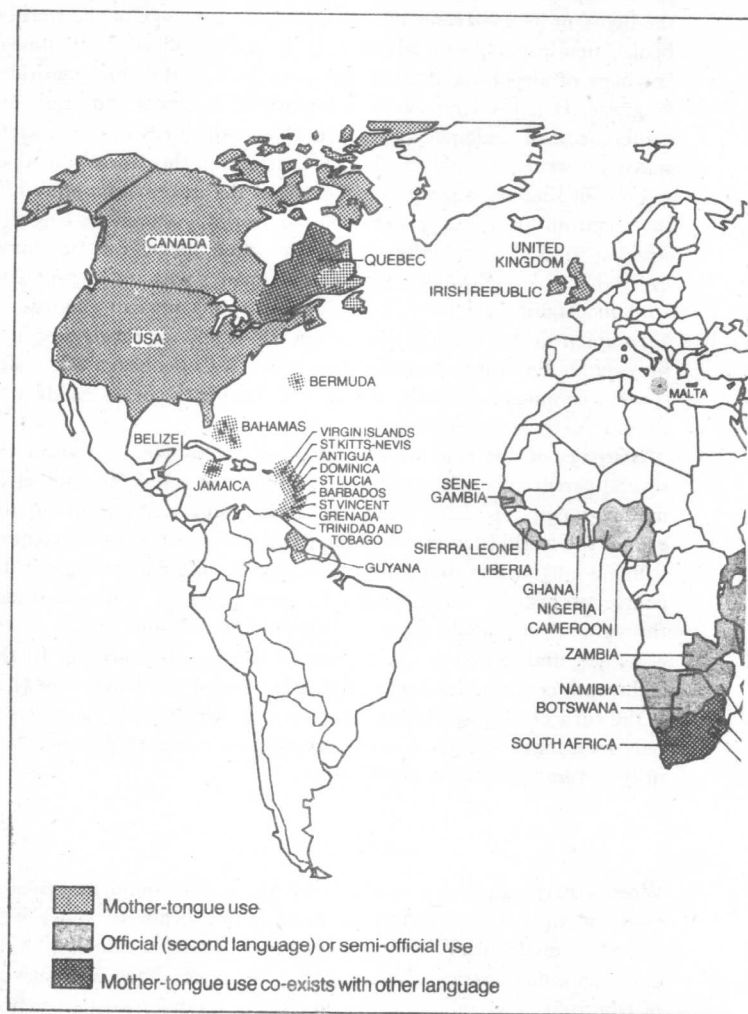 CANADA
QUEBEC
UNITED
KINGDOM
IRISH REPUBLIC
USA
BERMUDA
MALTA
BAHAMAS
BELIZE
JAMAICA
VIRGIN ISLANDS
ST KITTS-NEVIS
ANTIGUA
DOMINICA
ST LUCIA
BARBADOS
ST VINCENT
GRENADA
TRINIDAD AND
TOBAGO
GUYANA
SENE-
GAMBIA
SIERRA LEONE
LIBERIA
GHANA
NIGERIA
CAMEROON
ZAMBIA
NAMIBIA
BOTSWANA
SOUTH AFRICA
Mother-tongue use
Official (second language) or semi-official use
Mother-tongue use co-exists with other language